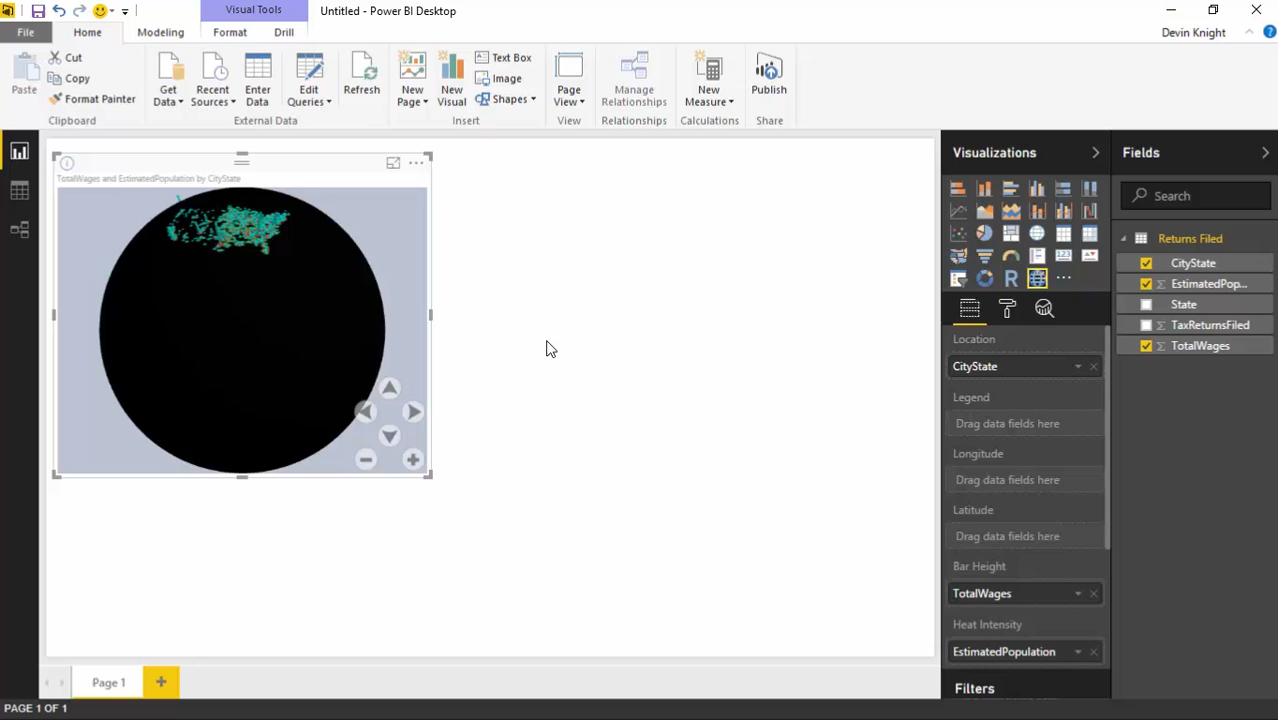 Visual Tools
Untitled - Power BI Desktop
File
Home
Modeling
Format
Drill
Devin Knight
Paste
Cut
Copy
Format Painter
Clipboard
Get Data
Recent Sources
Enter Data
Edit Queries
Refresh
External Data
New Page
New Visual
Text Box
Image
Shapes
Insert
Page View
View
Manage Relationships
Relationships
New Measure
Calculations
Publish
Share
TotalWages and EstimatedPopulation by CityState
Visualizations
R
123
Location
CityState
Legend
Drag data fields here
Longitude
Drag data fields here
Latitude
Drag data fields here
Bar Height
TotalWages
Heat Intensity
EstimatedPopulation
Filters
Fields
Search
Returns Filed
CityState
EstimatedPop...
State
TaxReturnsFiled
TotalWages
Page 1
PAGE 1 OF 1